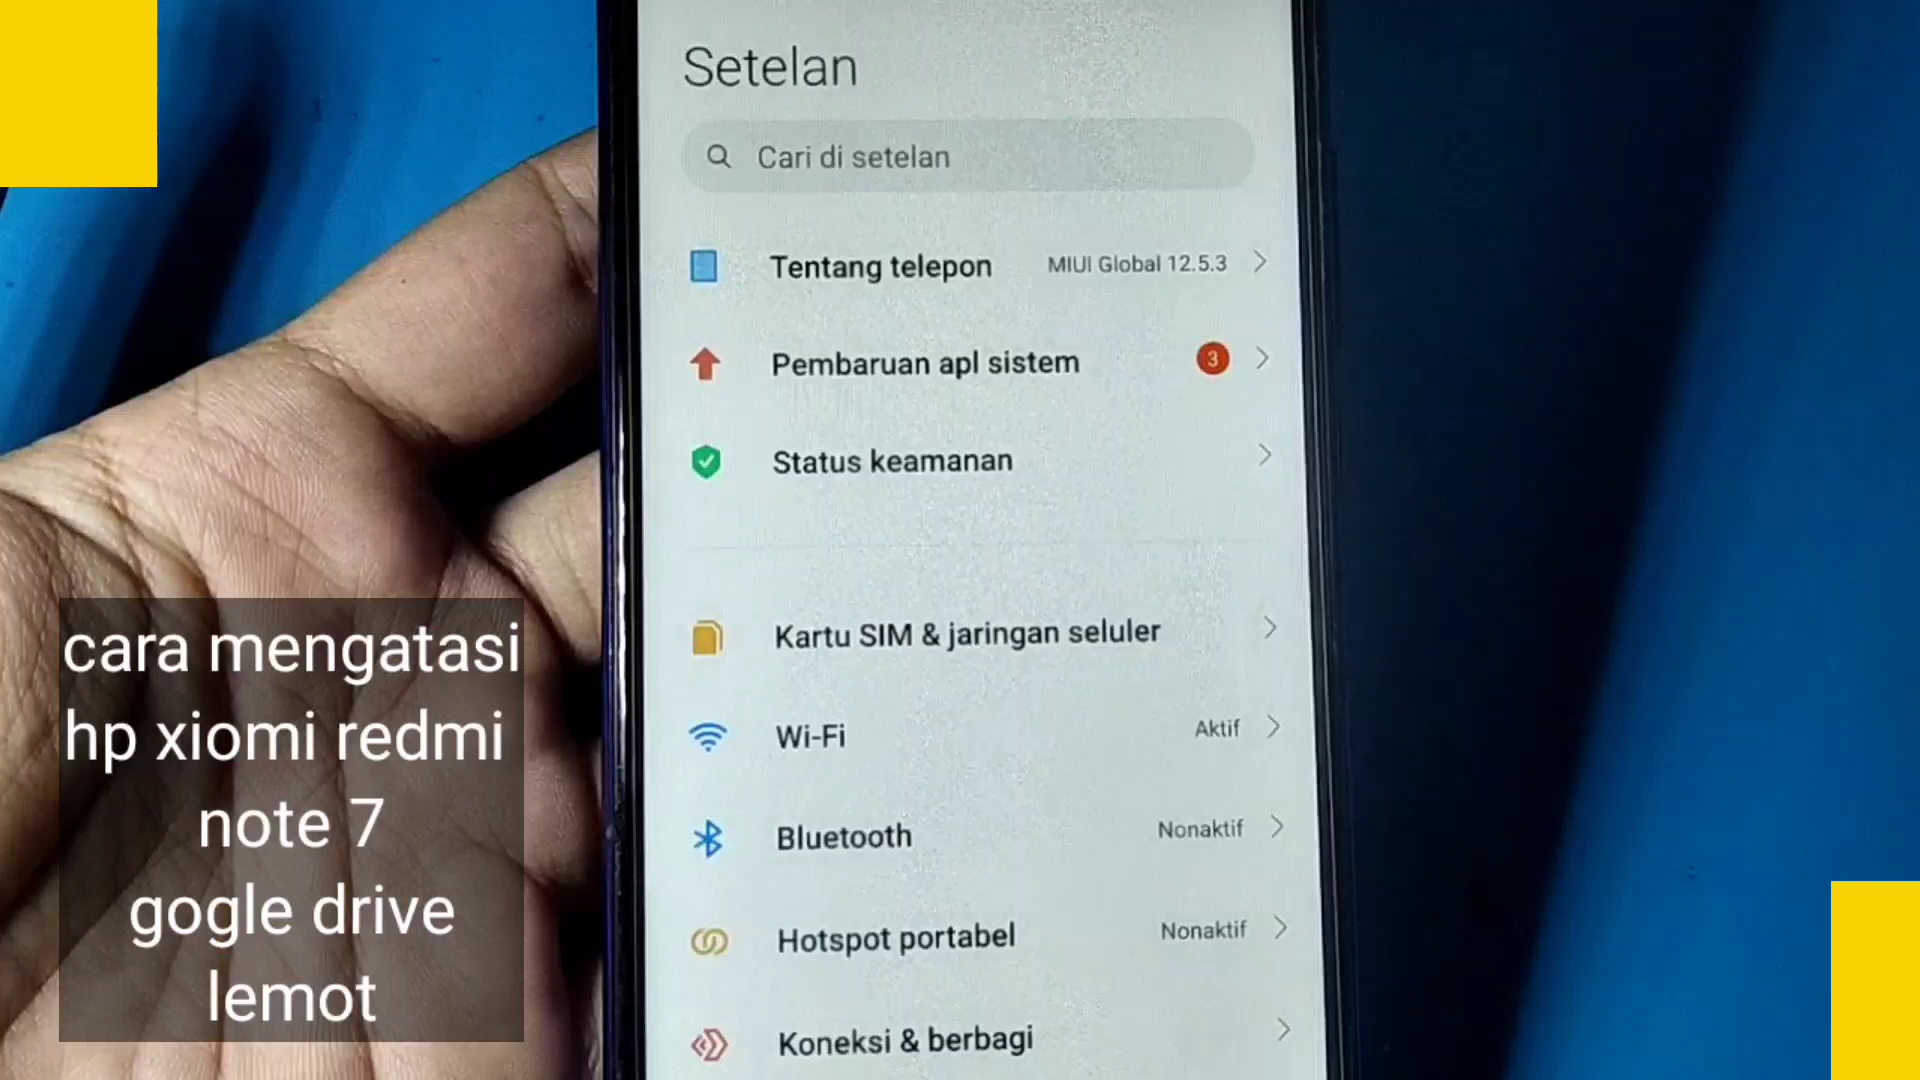 Setelan
Cari di setelan
Tentang telepon MIUI Global 12.5.3
Pembaruan apl sistem 3
Status keamanan
Kartu SIM & jaringan seluler
Wi-Fi Aktif
Bluetooth Nonaktif
Hotspot portabel Nonaktif
Koneksi & berbagi
cara mengatasi
hp xiomi redmi
note 7
gogle drive
lemot